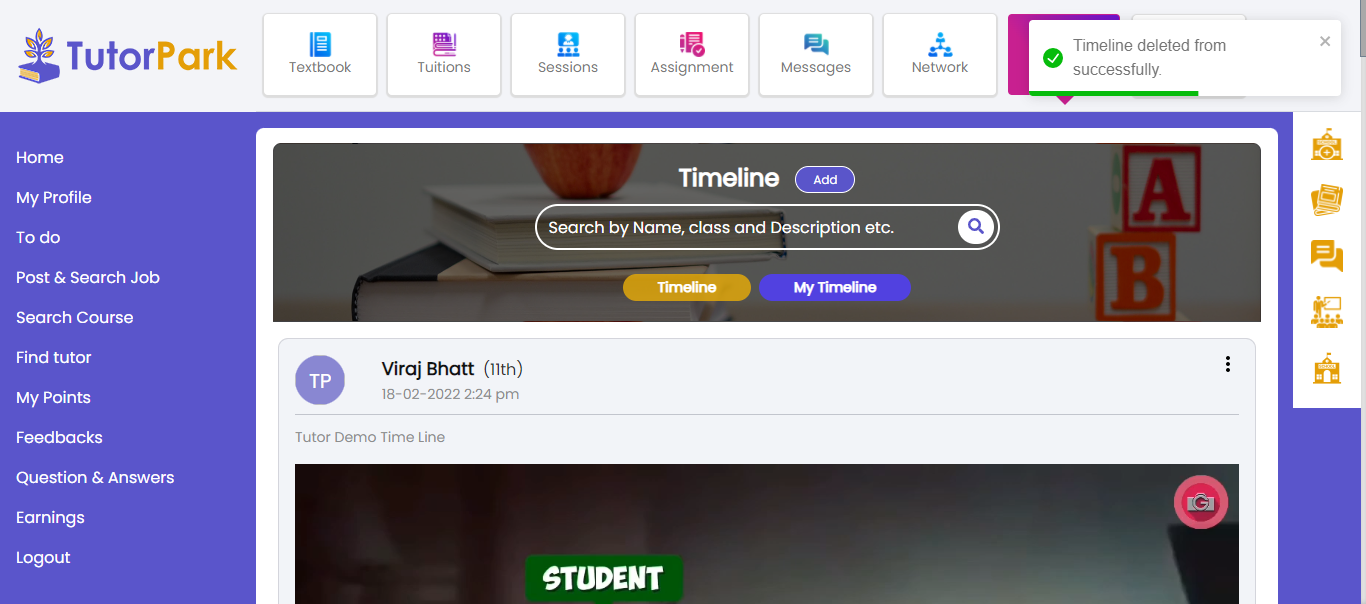 TutorPark
Textbook
Tuitions
Sessions
Assignment
Messages
Network
Timeline deleted from
successfully.
Home
My Profile
To do
Post & Search Job
Search Course
Find tutor
My Points
Feedbacks
Question & Answers
Earnings
Logout
Timeline
Add
Search by Name, class and Description etc.
Timeline
My Timeline
A
B
TP
Viraj Bhatt (11th)
18-02-2022 2:24 pm
Tutor Demo Time Line
G
STUDENT